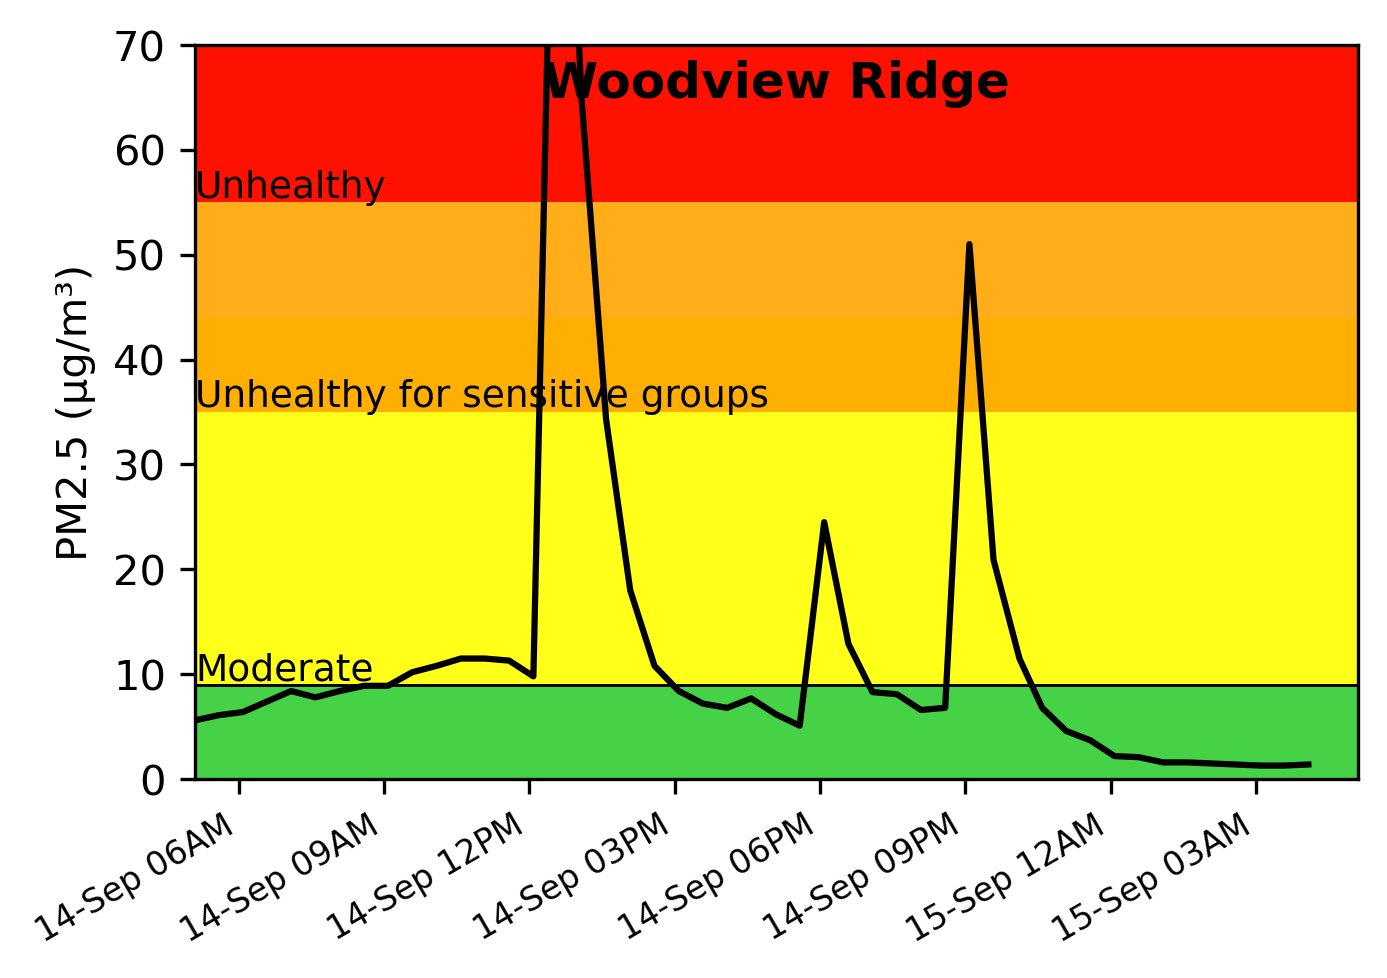 Woodview Ridge
PM2.5 (µg/m³)
70
60
50
40
30
20
10
0
Unhealthy
Unhealthy for sensitive groups
Moderate
14-Sep 06AM
14-Sep 09AM
14-Sep 12PM
14-Sep 03PM
14-Sep 06PM
14-Sep 09PM
15-Sep 12AM
15-Sep 03AM